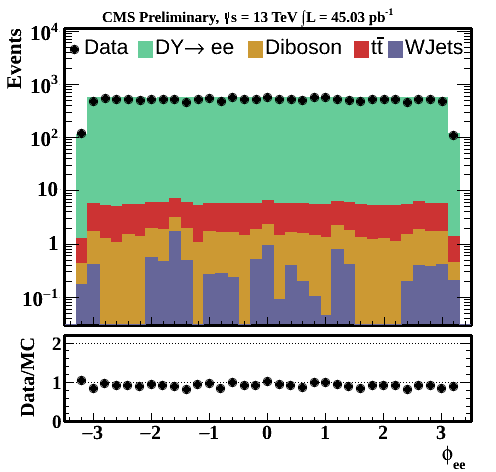 CMS Preliminary, √s = 13 TeV ∫L = 45.03 pb⁻¹
Events
10⁴
Data DY→ ee Diboson tt̄ WJets
10³
10²
10
1
10⁻¹
Data/MC
2
1
0
−3 −2 −1 0 1 2 3
ϕee